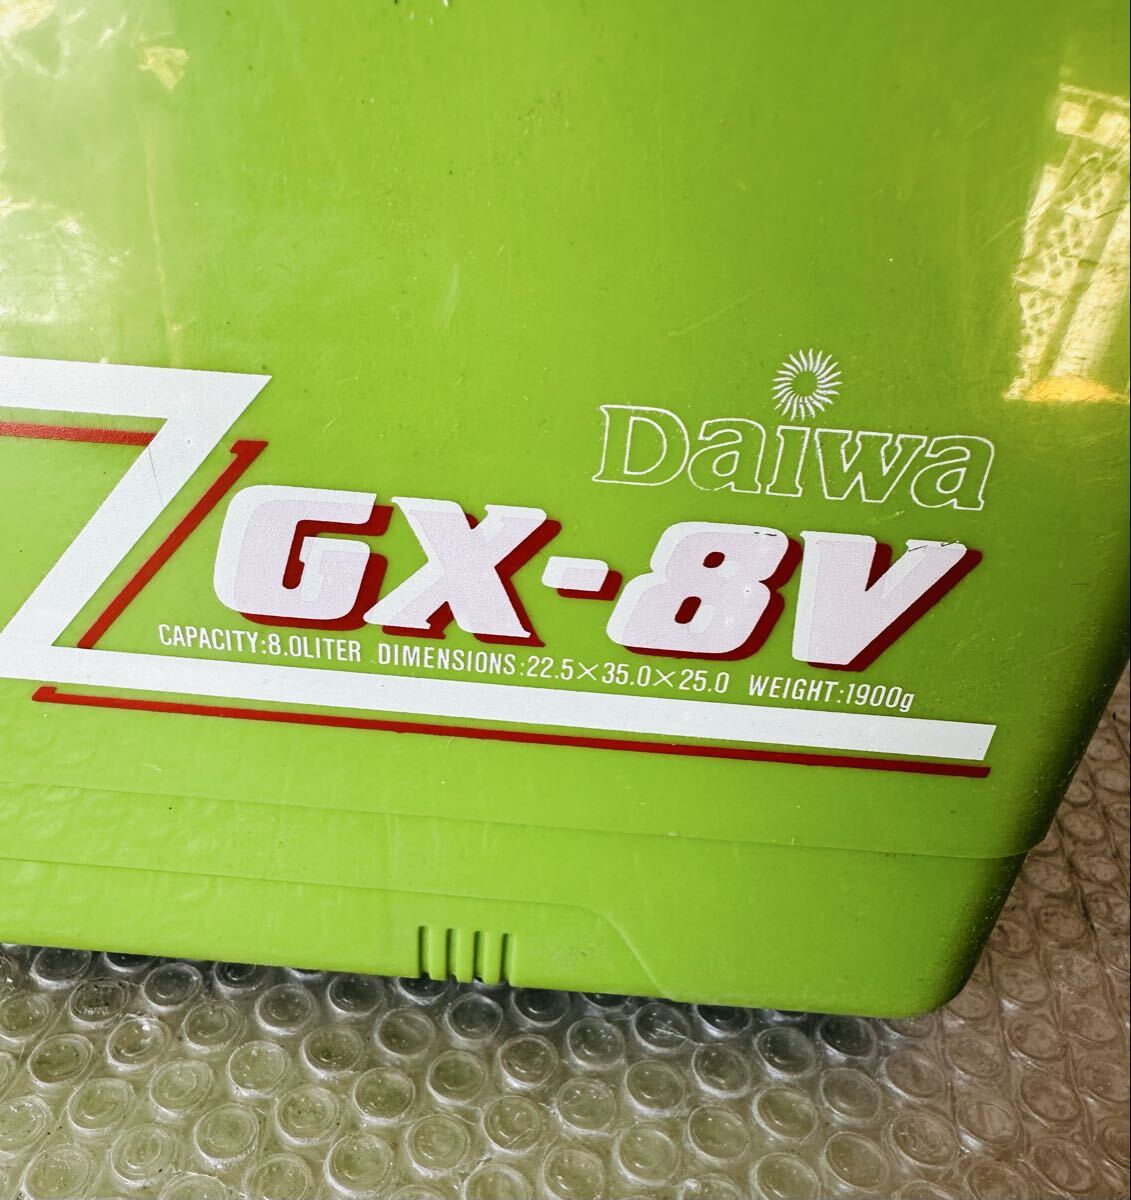 Daiwa
GX-8V
CAPACITY:8.0LITER DIMENSIONS:22.5×35.0×25.0 WEIGHT:1900g